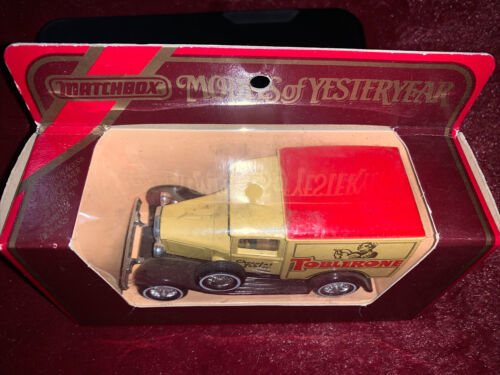 MATCHBOX
MODELS of YESTERYEAR
TOBLERONE